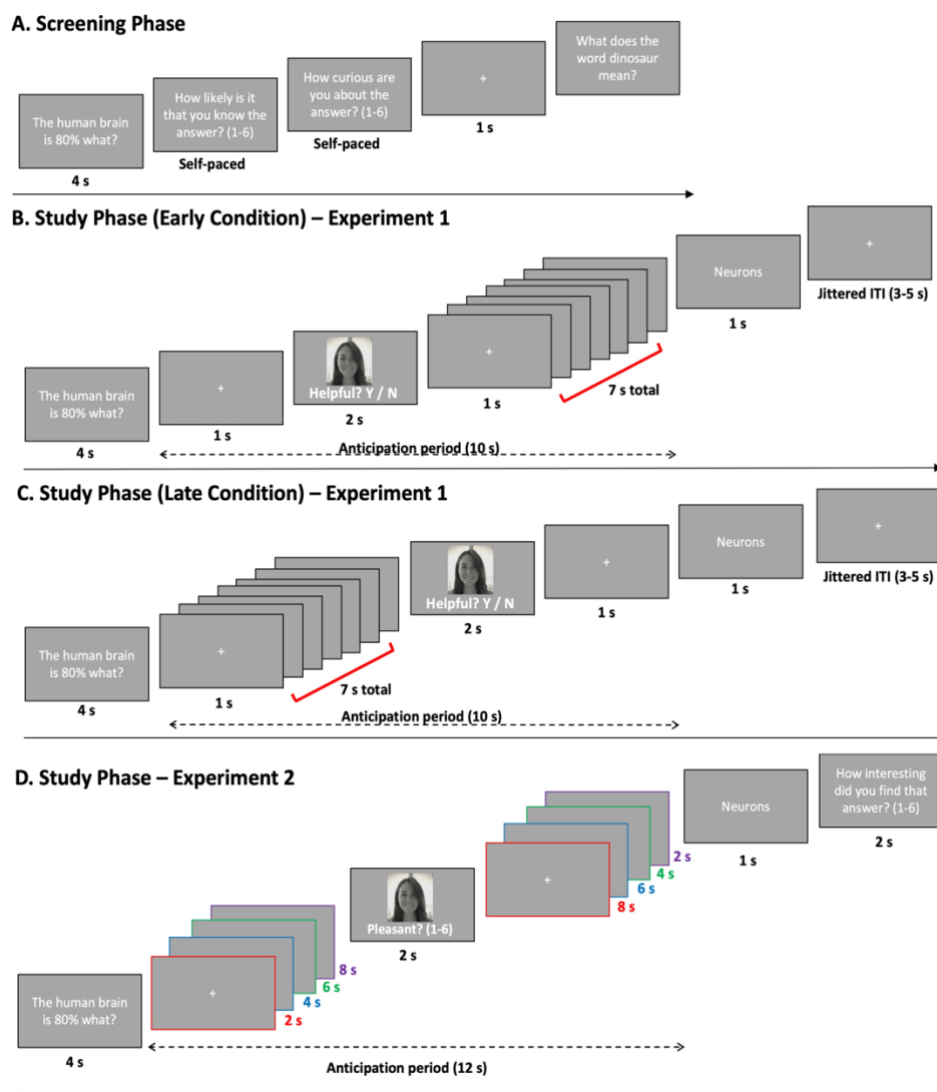 A. Screening Phase
The human brain
is 80% what?
4 s
How likely is it
that you know the
answer? (1-6)
Self-paced
How curious are
you about the
answer? (1-6)
Self-paced
+
1 s
What does the
word dinosaur
mean?
B. Study Phase (Early Condition) – Experiment 1
The human brain
is 80% what?
4 s
+
1 s
Helpful? Y / N
2 s
+
1 s
7 s total
Anticipation period (10 s)
Neurons
1 s
+
Jittered ITI (3-5 s)
C. Study Phase (Late Condition) – Experiment 1
The human brain
is 80% what?
4 s
+
1 s
7 s total
Helpful? Y / N
2 s
+
1 s
Anticipation period (10 s)
Neurons
1 s
+
Jittered ITI (3-5 s)
D. Study Phase – Experiment 2
The human brain
is 80% what?
4 s
+
2 s
4 s
6 s
8 s
Pleasant? (1-6)
2 s
+
8 s
6 s
4 s
2 s
Anticipation period (12 s)
Neurons
1 s
How interesting
did you find that
answer? (1-6)
2 s